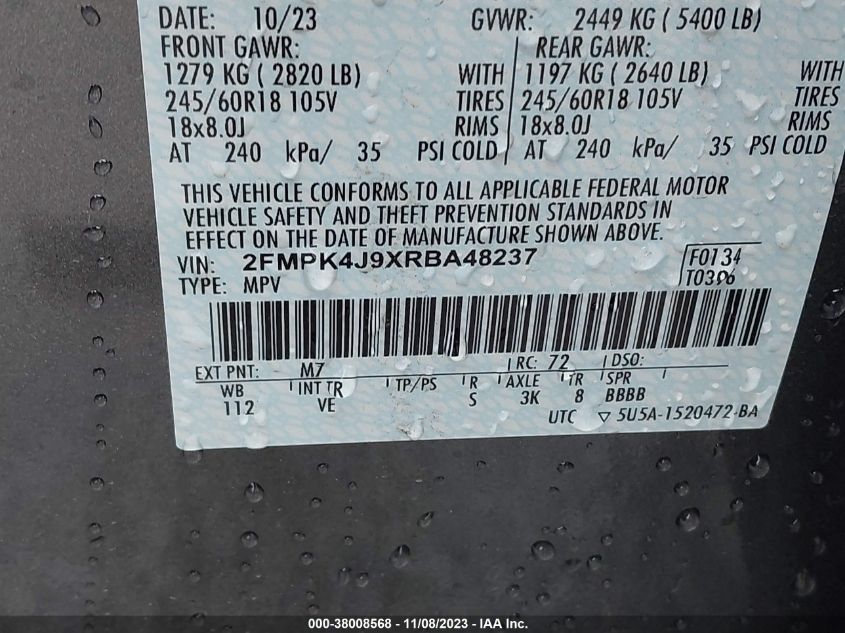 DATE: 10/23 GVWR: 2449 KG ( 5400 LB)
FRONT GAWR: REAR GAWR:
1279 KG ( 2820 LB) WITH 1197 KG ( 2640 LB) WITH
245/60R18 105V TIRES 245/60R18 105V TIRES
18x8.0J RIMS 18x8.0J RIMS
AT 240 kPa/ 35 PSI COLD AT 240 kPa/ 35 PSI COLD
THIS VEHICLE CONFORMS TO ALL APPLICABLE FEDERAL MOTOR
VEHICLE SAFETY AND THEFT PREVENTION STANDARDS IN
EFFECT ON THE DATE OF MANUFACTURE SHOWN ABOVE.
VIN: 2FMPK4J9XRBA48237 F0134
TYPE: MPV T0396
EXT PNT: M7 RC: 72 DSO:
WB INT TR TP/PS R AXLE TR SPR
112 VE S 3K 8 BBBB
UTC ▽ 5U5A-1520472-BA
000-38008568 - 11/08/2023 - IAA Inc.